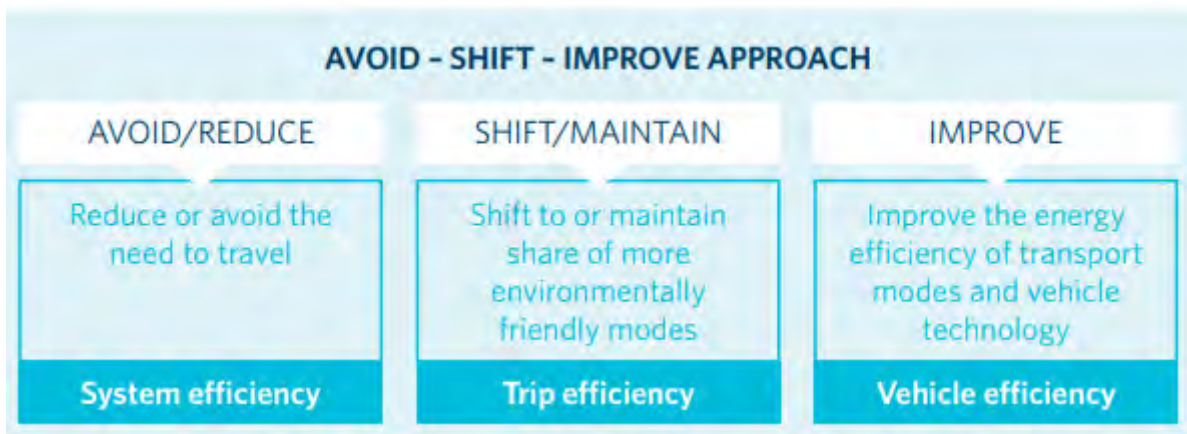 AVOID – SHIFT – IMPROVE APPROACH
AVOID/REDUCE
Reduce or avoid the
need to travel
System efficiency
SHIFT/MAINTAIN
Shift to or maintain
share of more
environmentally
friendly modes
Trip efficiency
IMPROVE
Improve the energy
efficiency of transport
modes and vehicle
technology
Vehicle efficiency